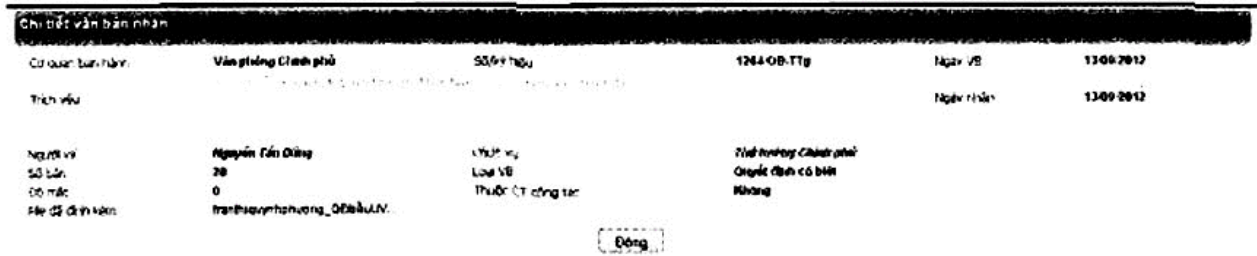 Chi tiết văn bản nhận
Cơ quan ban hành Văn phòng Chính phủ Số/ký hiệu 1264/QĐ-TTg Ngày VB 13/09/2012
Trích yếu Ngày nhận 13/09/2012
Người ký Nguyễn Tấn Dũng Chức vụ Thủ tướng Chính phủ
Số bản 20 Loại VB Quyết định cá biệt
Độ mật 0 Thuộc CT công tác Không
File đã đính kèm tranthiquynhphuong_QĐbầuUV...
Đóng